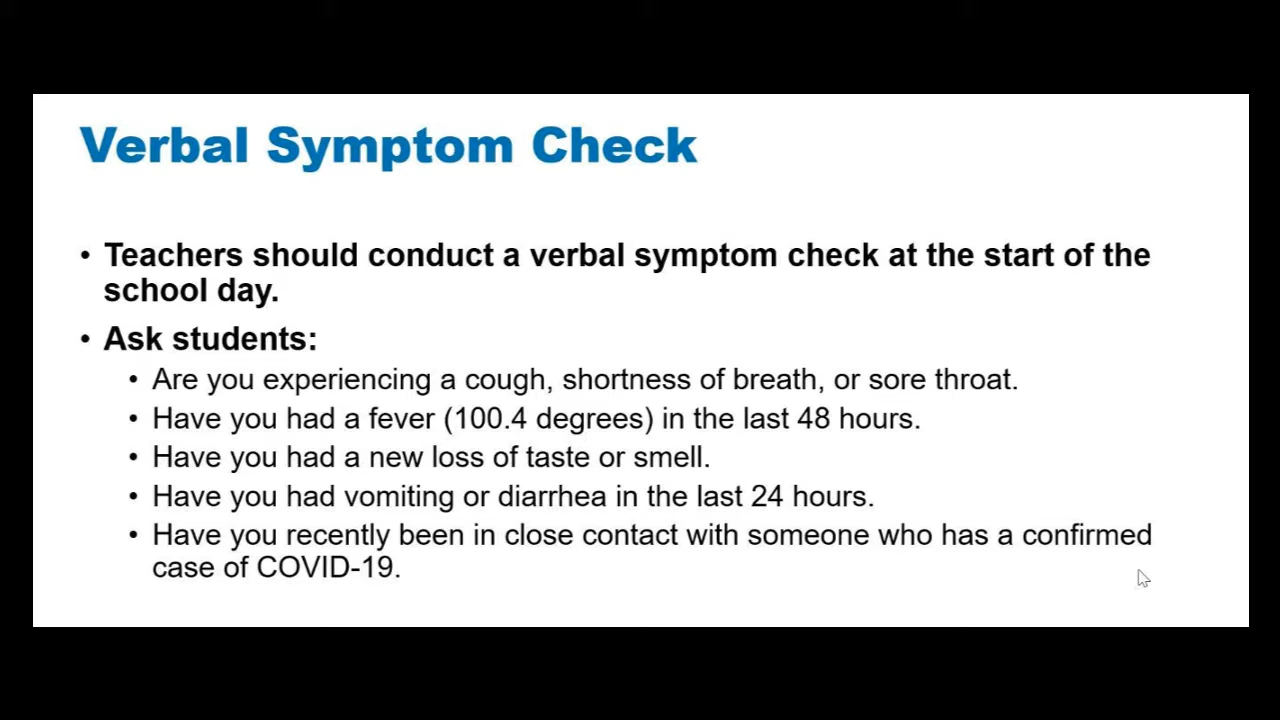 Verbal Symptom Check
• Teachers should conduct a verbal symptom check at the start of the
school day.
• Ask students:
• Are you experiencing a cough, shortness of breath, or sore throat.
• Have you had a fever (100.4 degrees) in the last 48 hours.
• Have you had a new loss of taste or smell.
• Have you had vomiting or diarrhea in the last 24 hours.
• Have you recently been in close contact with someone who has a confirmed
case of COVID-19.